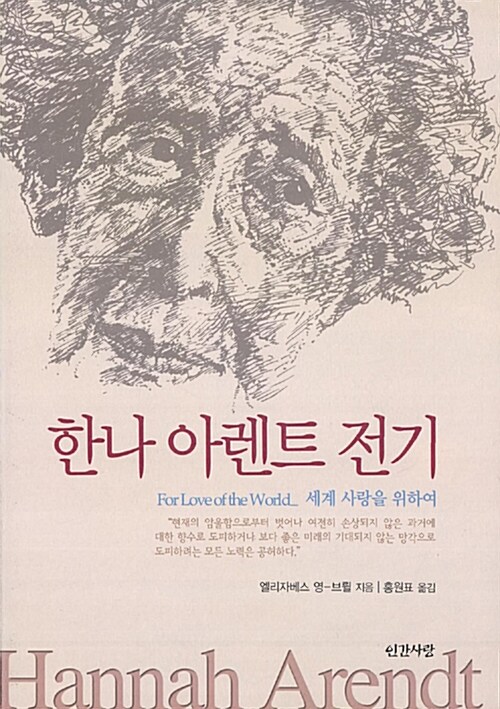 한나 아렌트 전기
For Love of the World_ 세계 사랑을 위하여
"현재의 암울함으로부터 벗어나 여전히 손상되지 않은 과거에
대한 향수로 도피하거나 보다 좋은 미래의 기대되지 않는 망각으로
도피하려는 모든 노력은 공허하다."
엘리자베스 영-브륄 지음 | 홍원표 옮김
인간사랑
Hannah Arendt